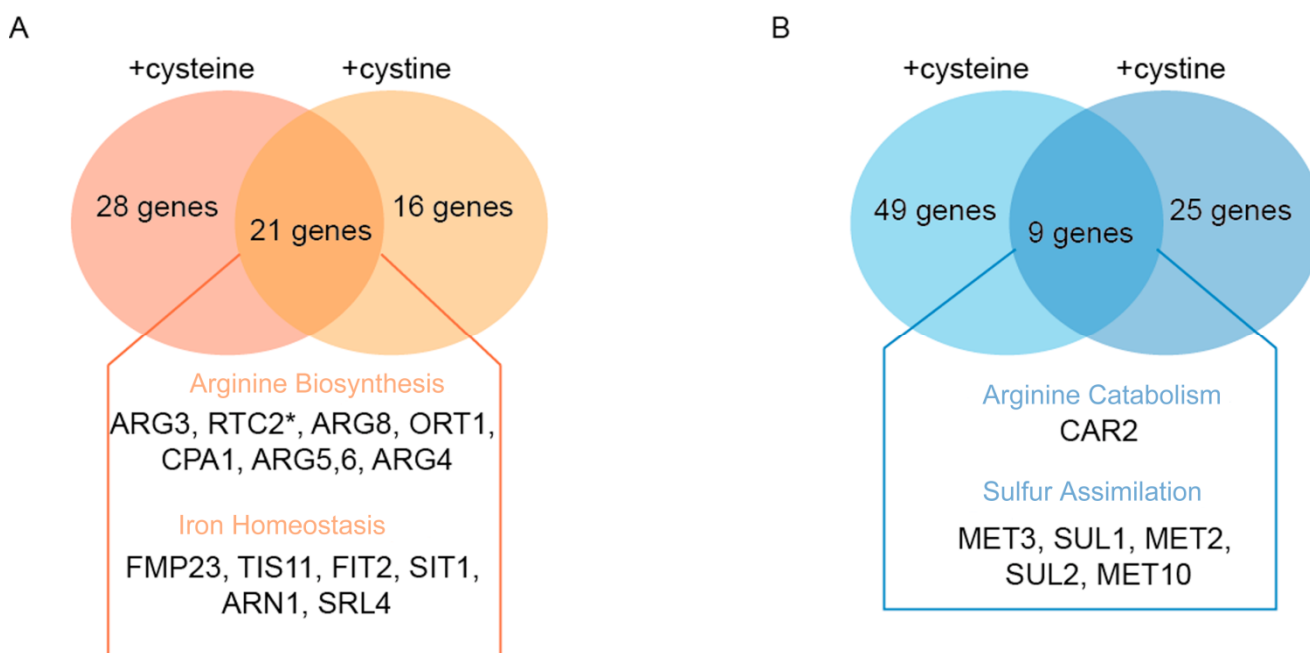 A
+cysteine
+cystine
28 genes
21 genes
16 genes
Arginine Biosynthesis
ARG3, RTC2*, ARG8, ORT1,
CPA1, ARG5,6, ARG4
Iron Homeostasis
FMP23, TIS11, FIT2, SIT1,
ARN1, SRL4
B
+cysteine
+cystine
49 genes
9 genes
25 genes
Arginine Catabolism
CAR2
Sulfur Assimilation
MET3, SUL1, MET2,
SUL2, MET10